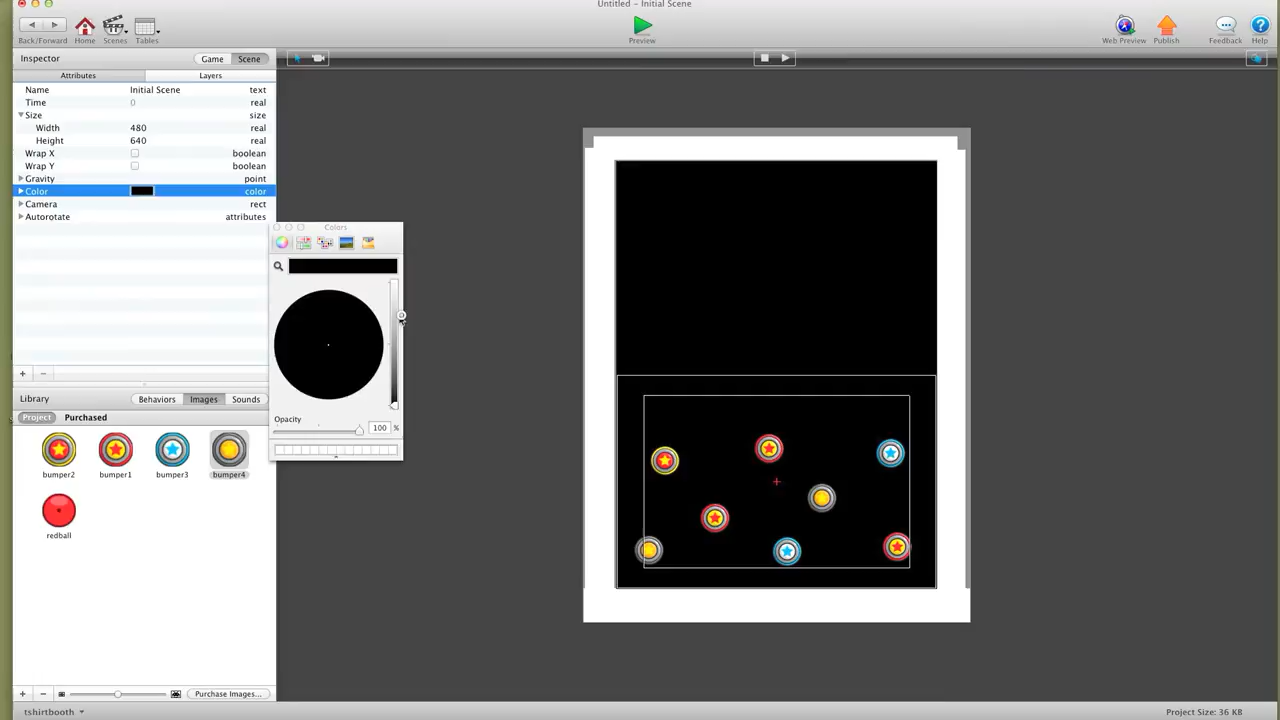 Untitled – Initial Scene
Back/Forward Home Scenes Tables Preview Web Preview Publish Feedback Help
Inspector Game Scene
Attributes Layers
Name Initial Scene text
Time 0 real
Size size
Width 480 real
Height 640 real
Wrap X boolean
Wrap Y boolean
Gravity point
Color color
Camera rect
Autorotate attributes
Colors
Opacity
100 %
Library Behaviors Images Sounds
Project Purchased
bumper2 bumper1 bumper3 bumper4
redball
Purchase Images...
tshirtbooth Project Size: 36 KB